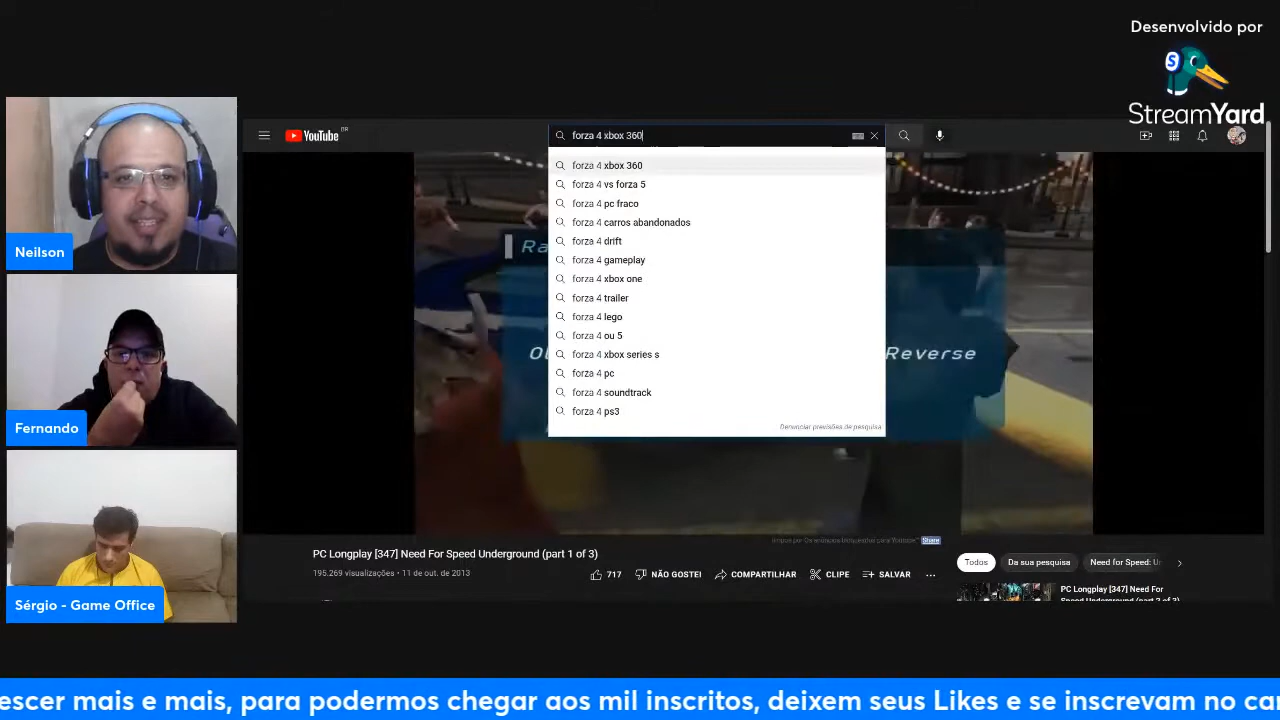 Desenvolvido por
StreamYard
Neilson
Fernando
Sérgio - Game Office
YouTube BR
forza 4 xbox 360
forza 4 xbox 360
forza 4 vs forza 5
forza 4 pc fraco
forza 4 carros abandonados
forza 4 drift
forza 4 gameplay
forza 4 xbox one
forza 4 trailer
forza 4 lego
forza 4 ou 5
forza 4 xbox series s
forza 4 pc
forza 4 soundtrack
forza 4 ps3
Denunciar previsões de pesquisa
Ra
Ol
Reverse
Share
PC Longplay [347] Need For Speed Underground (part 1 of 3)
195.269 visualizações • 11 de out. de 2013
717 NÃO GOSTEI COMPARTILHAR CLIPE SALVAR ...
Todos Da sua pesquisa Need for Speed: Ur
PC Longplay [347] Need For
Speed Underground (part 2 of 3)
escer mais e mais, para podermos chegar aos mil inscritos, deixem seus Likes e se inscrevam no ca